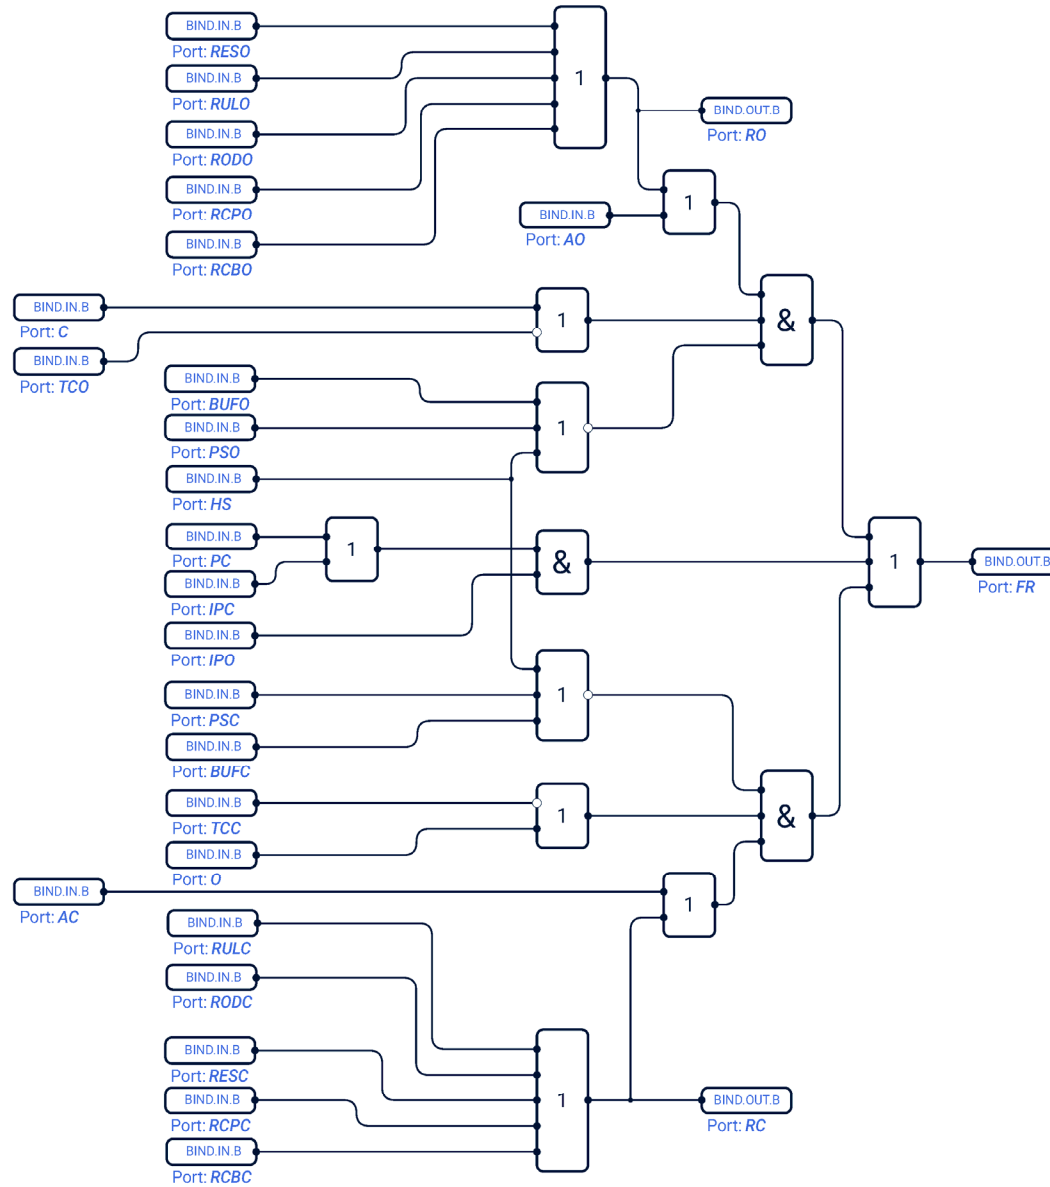 BIND.IN.B
Port: RESO
1
BIND.IN.B
Port: RULO
BIND.OUT.B
Port: RO
BIND.IN.B
Port: RODO
BIND.IN.B
Port: RCPO
1
BIND.IN.B
Port: AO
BIND.IN.B
Port: RCBO
BIND.IN.B
Port: C
1
&
BIND.IN.B
Port: TCO
BIND.IN.B
Port: BUFO
BIND.IN.B
Port: PSO
1
BIND.IN.B
Port: HS
BIND.IN.B
Port: PC
1
&
1
BIND.OUT.B
Port: FR
BIND.IN.B
Port: IPC
BIND.IN.B
Port: IPO
BIND.IN.B
Port: PSC
1
BIND.IN.B
Port: BUFC
BIND.IN.B
Port: TCC
1
&
BIND.IN.B
Port: O
BIND.IN.B
Port: AC
1
BIND.IN.B
Port: RULC
BIND.IN.B
Port: RODC
BIND.IN.B
Port: RESC
BIND.IN.B
Port: RCPC
1
BIND.OUT.B
Port: RC
BIND.IN.B
Port: RCBC